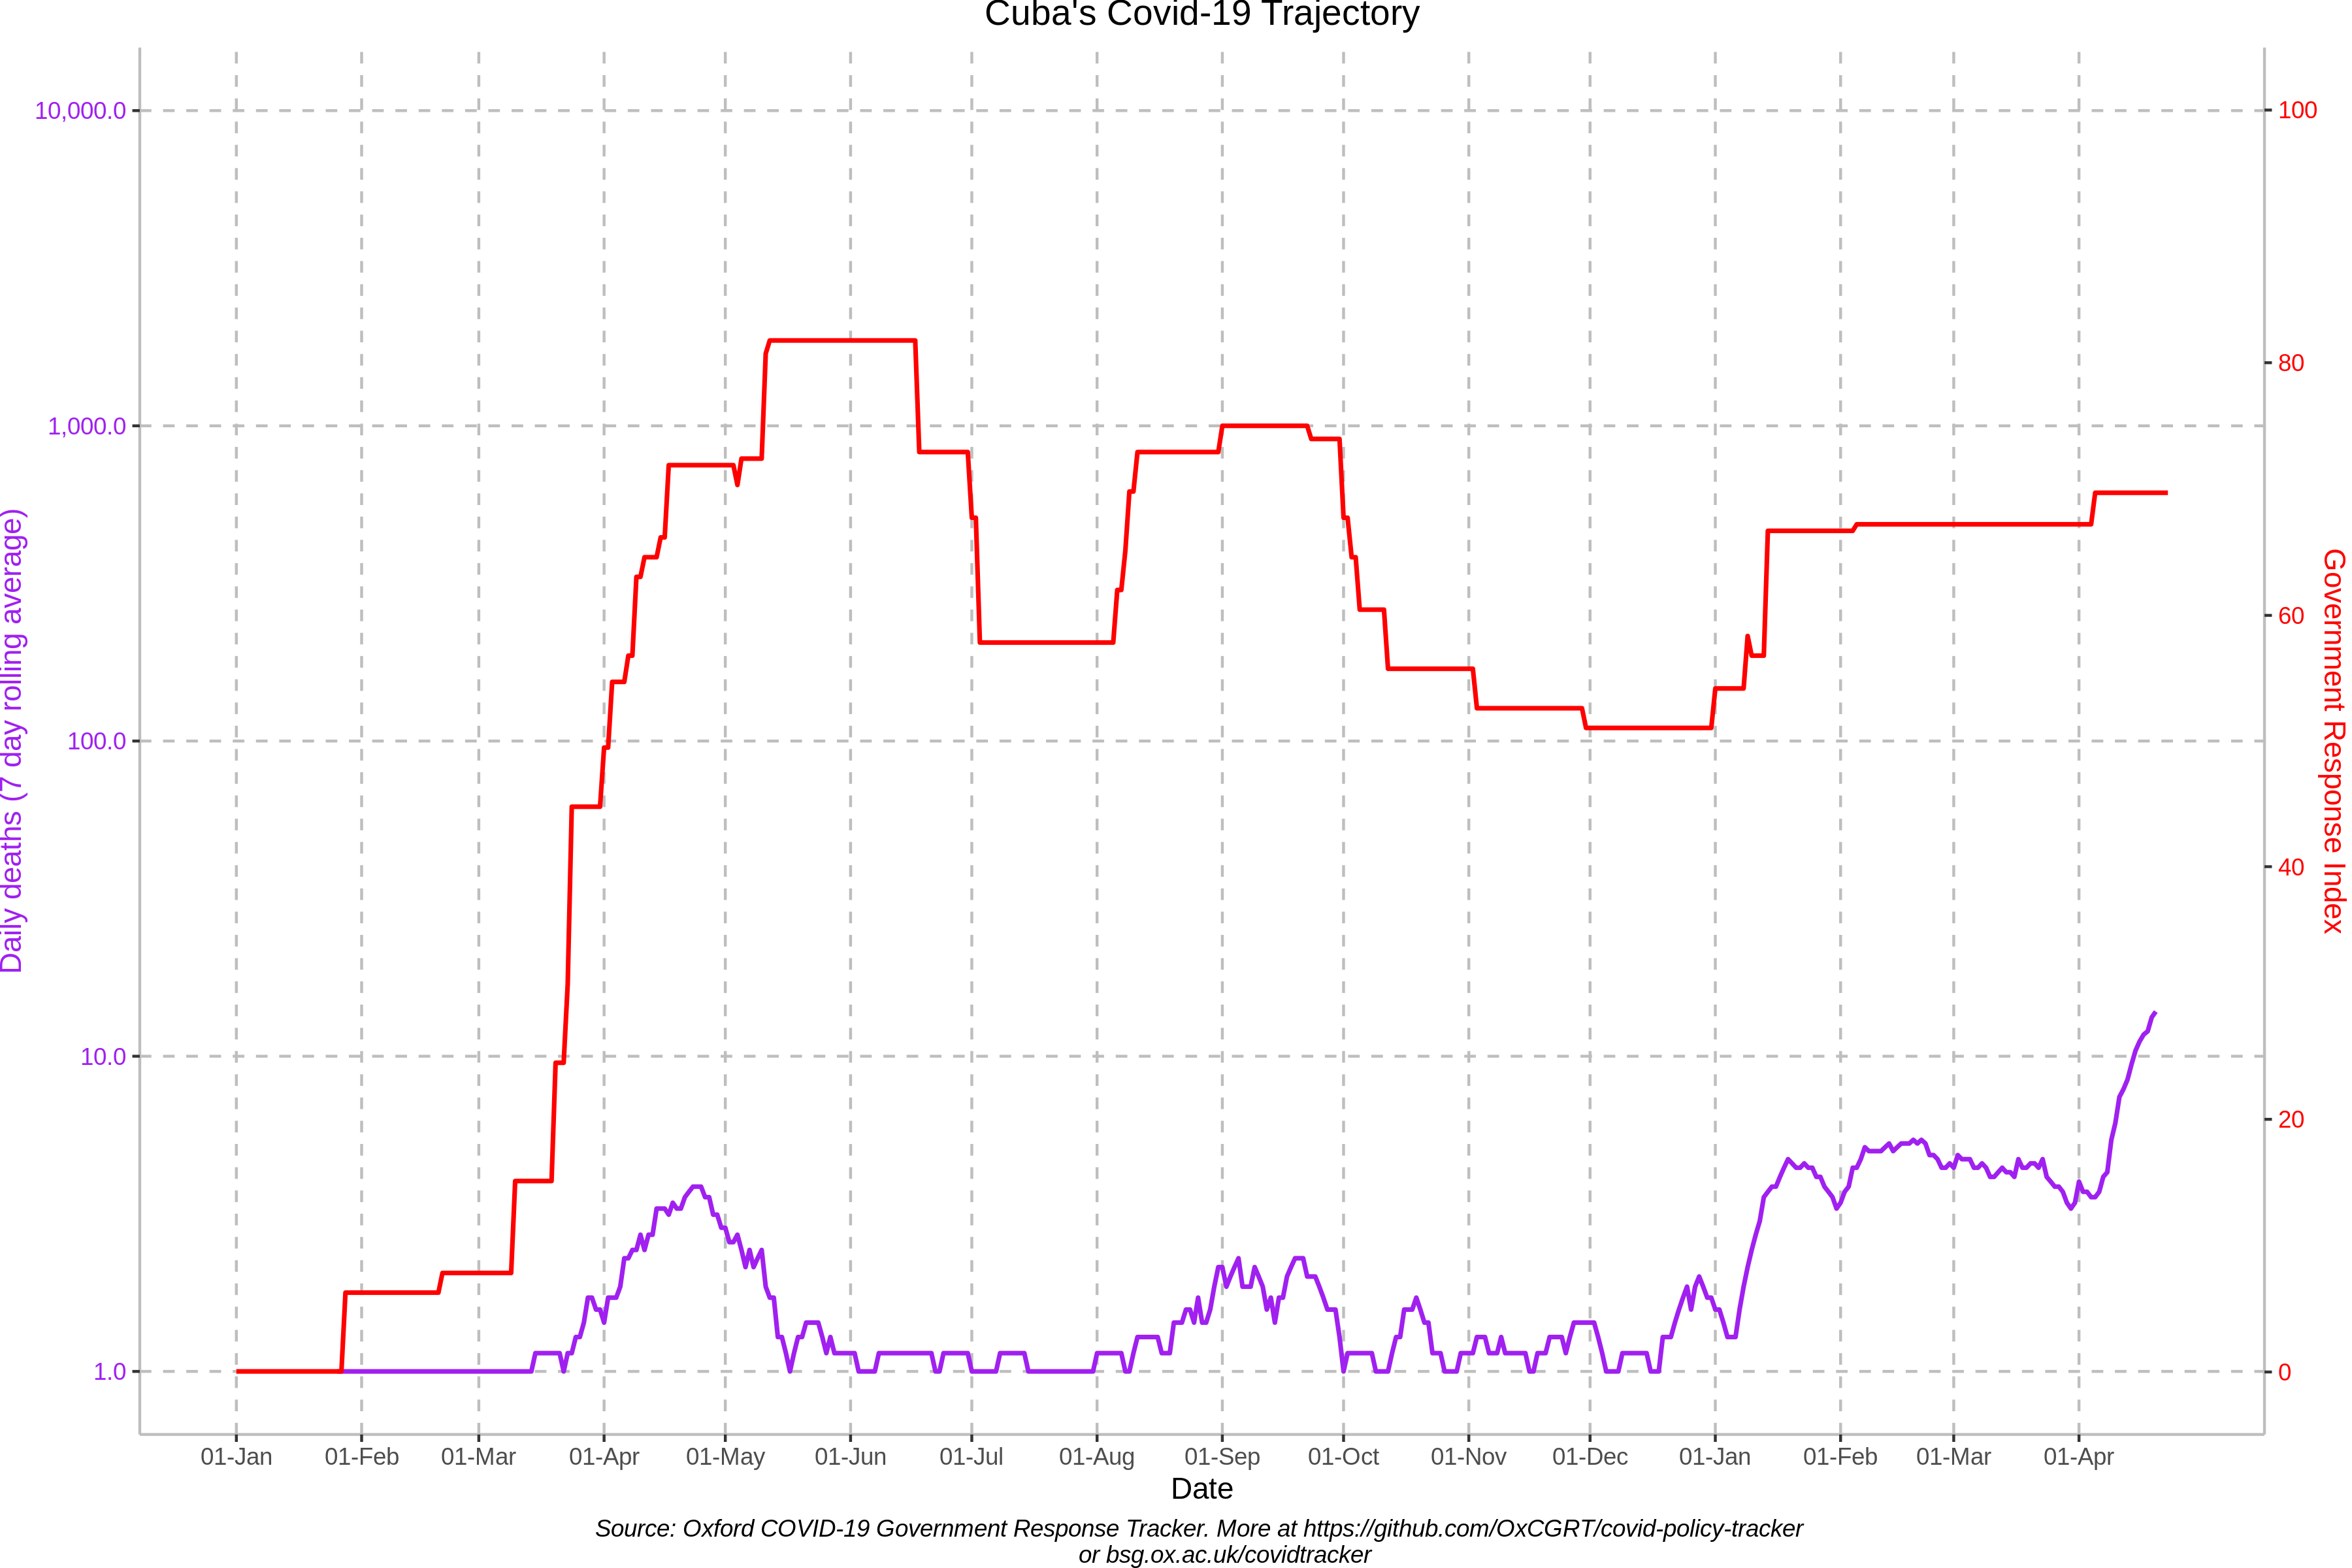 Cuba's Covid-19 Trajectory
10,000.0
1,000.0
100.0
10.0
1.0
Daily deaths (7 day rolling average)
100
80
60
40
20
0
Government Response Index
01-Jan 01-Feb 01-Mar 01-Apr 01-May 01-Jun 01-Jul 01-Aug 01-Sep 01-Oct 01-Nov 01-Dec 01-Jan 01-Feb 01-Mar 01-Apr
Date
Source: Oxford COVID-19 Government Response Tracker. More at https://github.com/OxCGRT/covid-policy-tracker
or bsg.ox.ac.uk/covidtracker